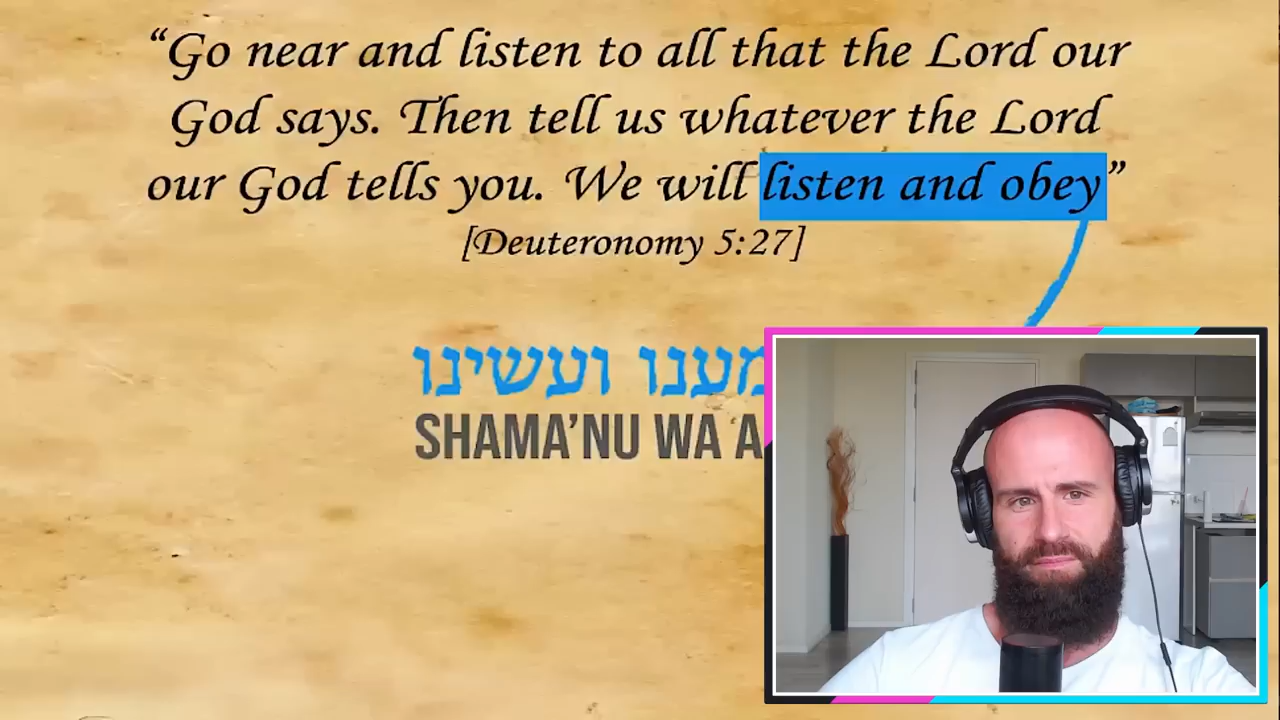 “Go near and listen to all that the Lord our
God says. Then tell us whatever the Lord
our God tells you. We will listen and obey”
[Deuteronomy 5:27]
מענו ועשינו
SHAMA’NU WA A